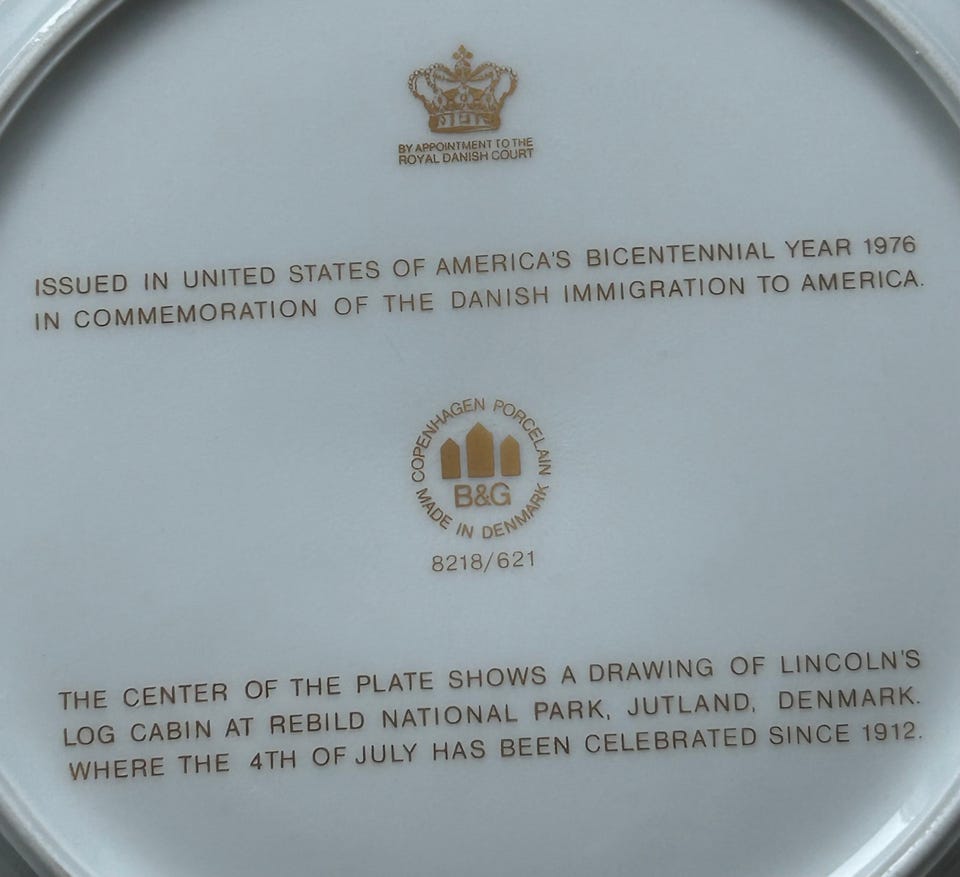 BY APPOINTMENT TO THE
ROYAL DANISH COURT
ISSUED IN UNITED STATES OF AMERICA'S BICENTENNIAL YEAR 1976
IN COMMEMORATION OF THE DANISH IMMIGRATION TO AMERICA.
COPENHAGEN PORCELAIN
B&G
MADE IN DENMARK
8218/621
THE CENTER OF THE PLATE SHOWS A DRAWING OF LINCOLN'S
LOG CABIN AT REBILD NATIONAL PARK, JUTLAND, DENMARK.
WHERE THE 4TH OF JULY HAS BEEN CELEBRATED SINCE 1912.